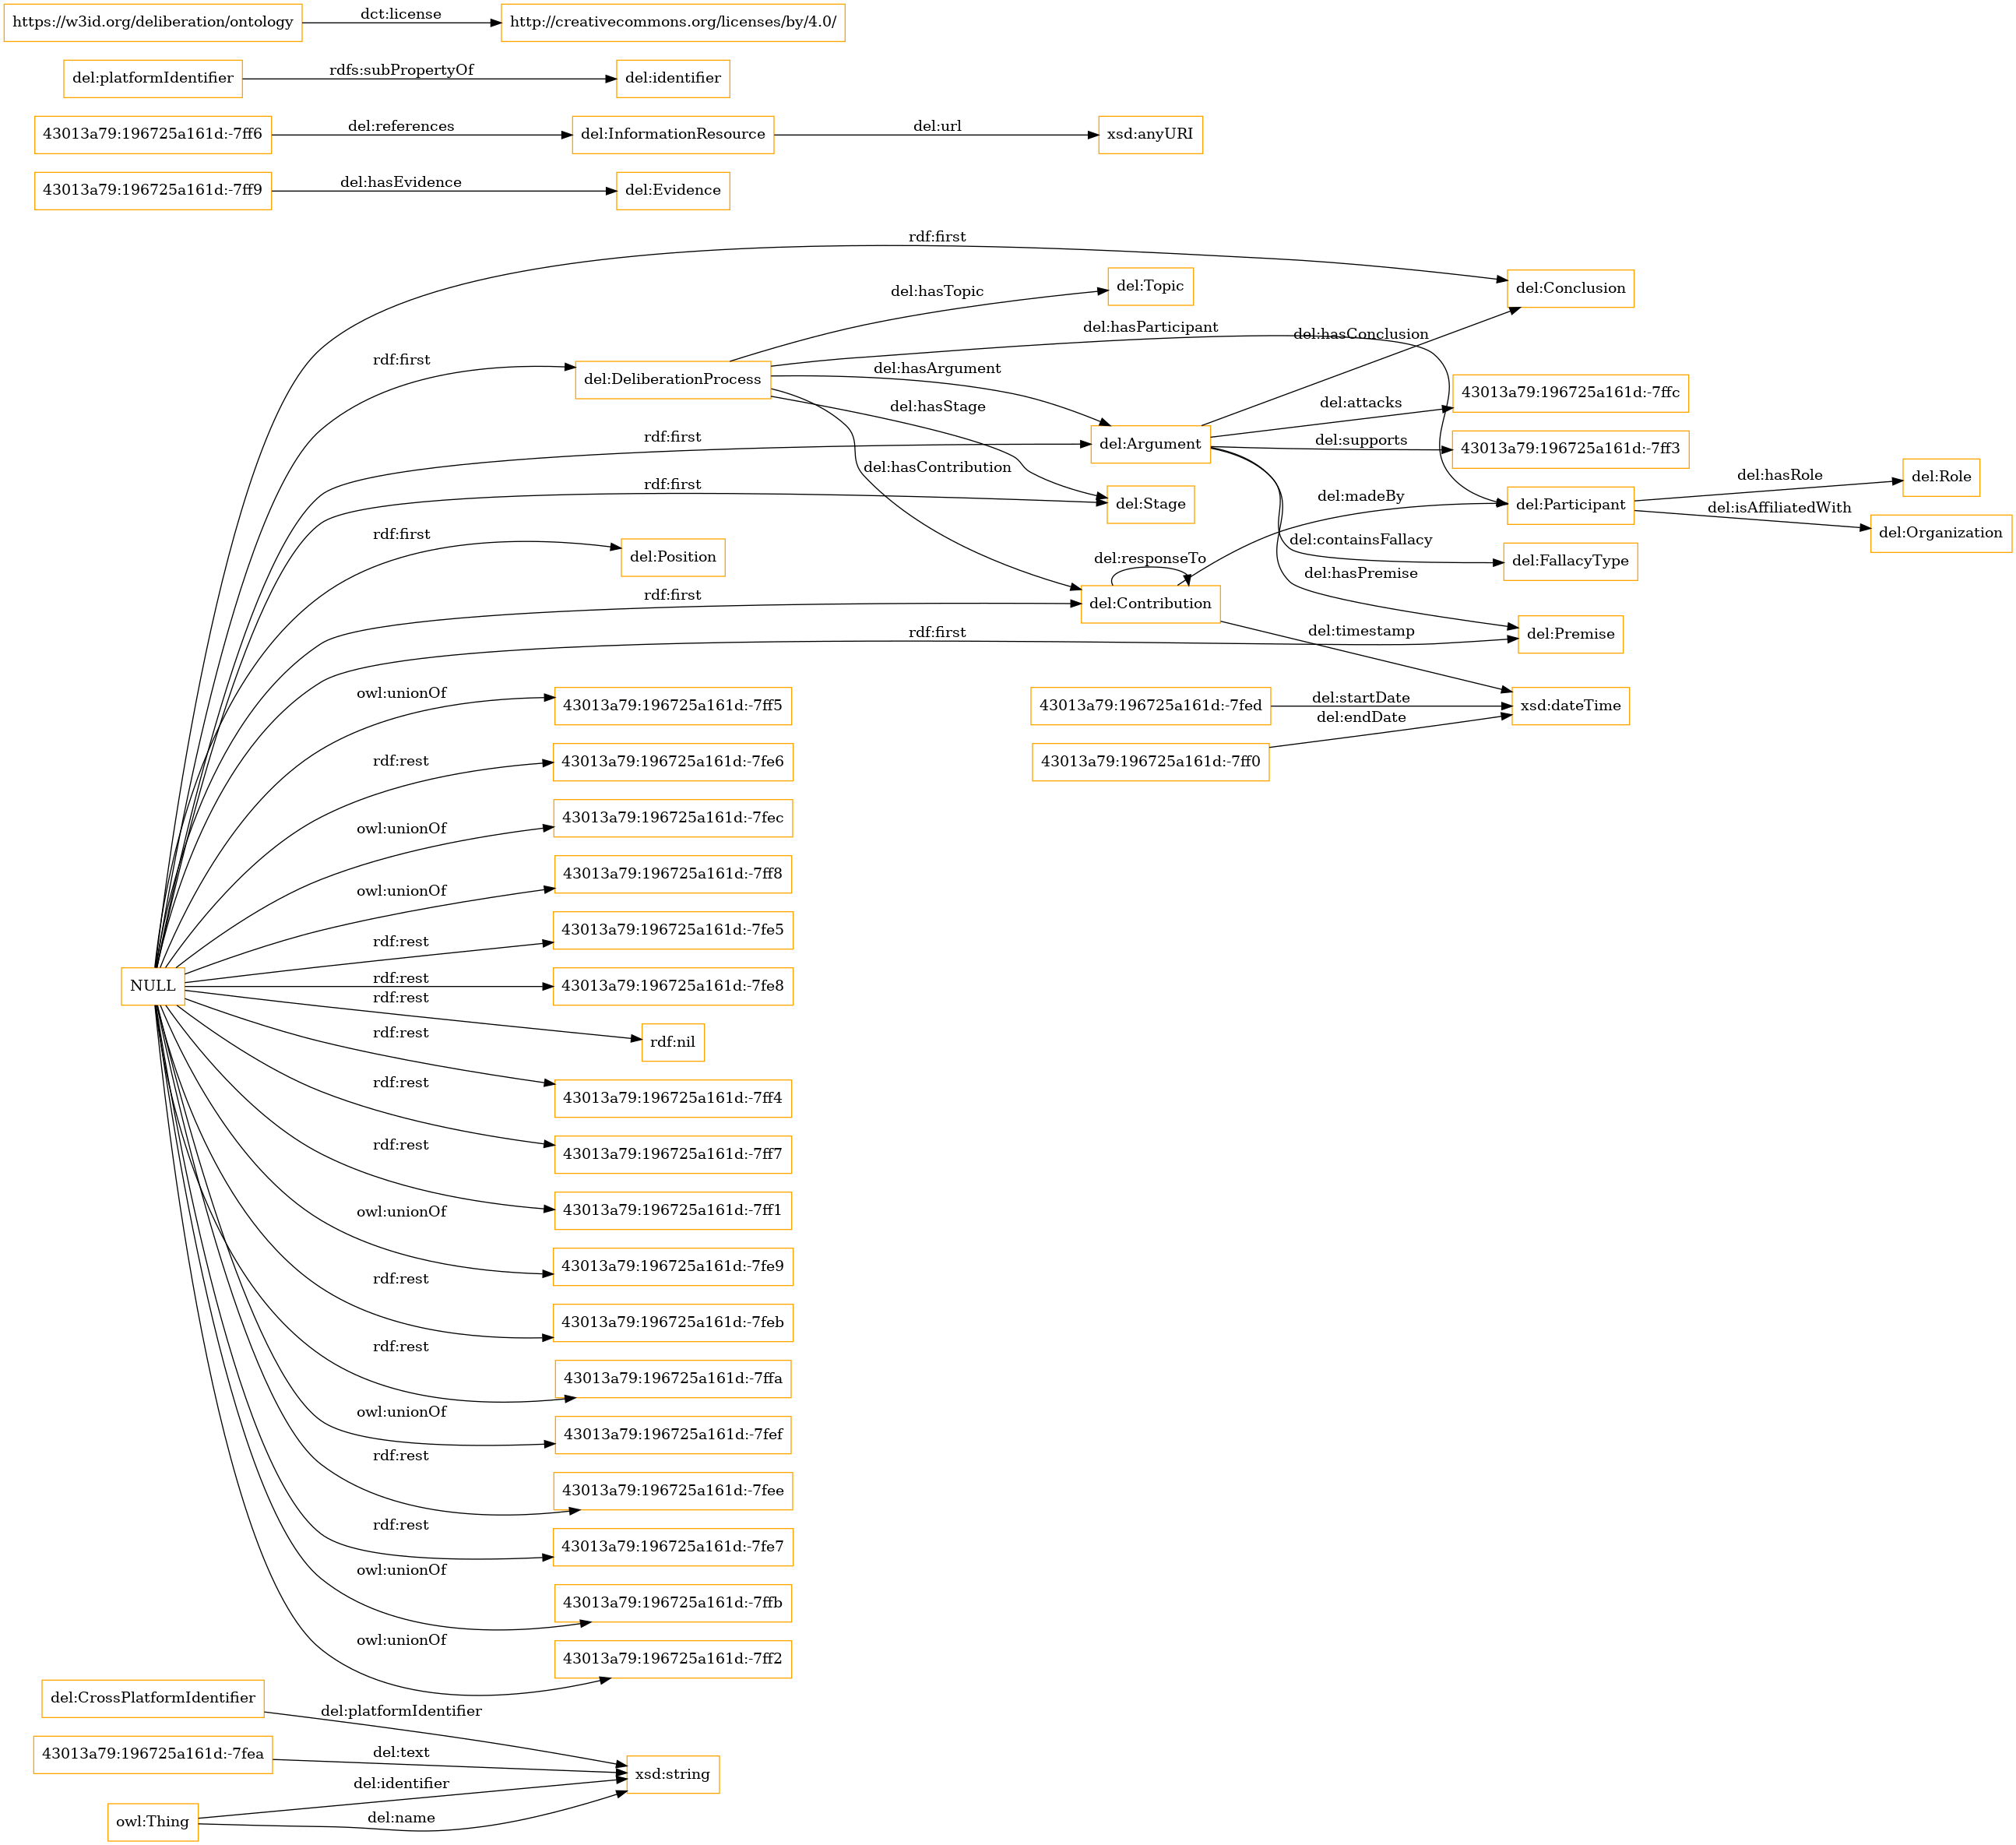 https://w3id.org/deliberation/ontology
dct:license
http://creativecommons.org/licenses/by/4.0/
del:platformIdentifier
rdfs:subPropertyOf
del:identifier
43013a79:196725a161d:-7ff6
del:references
del:InformationResource
del:url
xsd:anyURI
43013a79:196725a161d:-7ff9
del:hasEvidence
del:Evidence
rdf:first
del:Conclusion
del:hasTopic
del:Topic
del:hasParticipant
del:hasConclusion
rdf:first
del:DeliberationProcess
del:hasArgument
43013a79:196725a161d:-7ffc
del:attacks
del:hasStage
rdf:first
del:Argument
del:supports
43013a79:196725a161d:-7ff3
del:hasContribution
rdf:first
del:Stage
del:madeBy
del:Participant
del:hasRole
del:Role
del:isAffiliatedWith
del:Organization
rdf:first
del:Position
del:responseTo
del:containsFallacy
del:FallacyType
del:hasPremise
rdf:first
del:Contribution
rdf:first
del:timestamp
del:Premise
owl:unionOf
43013a79:196725a161d:-7ff5
43013a79:196725a161d:-7fed
del:startDate
xsd:dateTime
del:endDate
rdf:rest
43013a79:196725a161d:-7fe6
43013a79:196725a161d:-7ff0
owl:unionOf
43013a79:196725a161d:-7fec
owl:unionOf
43013a79:196725a161d:-7ff8
rdf:rest
43013a79:196725a161d:-7fe5
NULL
rdf:rest
43013a79:196725a161d:-7fe8
rdf:rest
rdf:nil
rdf:rest
43013a79:196725a161d:-7ff4
rdf:rest
43013a79:196725a161d:-7ff7
rdf:rest
43013a79:196725a161d:-7ff1
owl:unionOf
43013a79:196725a161d:-7fe9
rdf:rest
43013a79:196725a161d:-7feb
rdf:rest
43013a79:196725a161d:-7ffa
owl:unionOf
43013a79:196725a161d:-7fef
rdf:rest
43013a79:196725a161d:-7fee
rdf:rest
43013a79:196725a161d:-7fe7
owl:unionOf
43013a79:196725a161d:-7ffb
owl:unionOf
43013a79:196725a161d:-7ff2
del:CrossPlatformIdentifier
del:platformIdentifier
43013a79:196725a161d:-7fea
del:text
xsd:string
del:identifier
owl:Thing
del:name